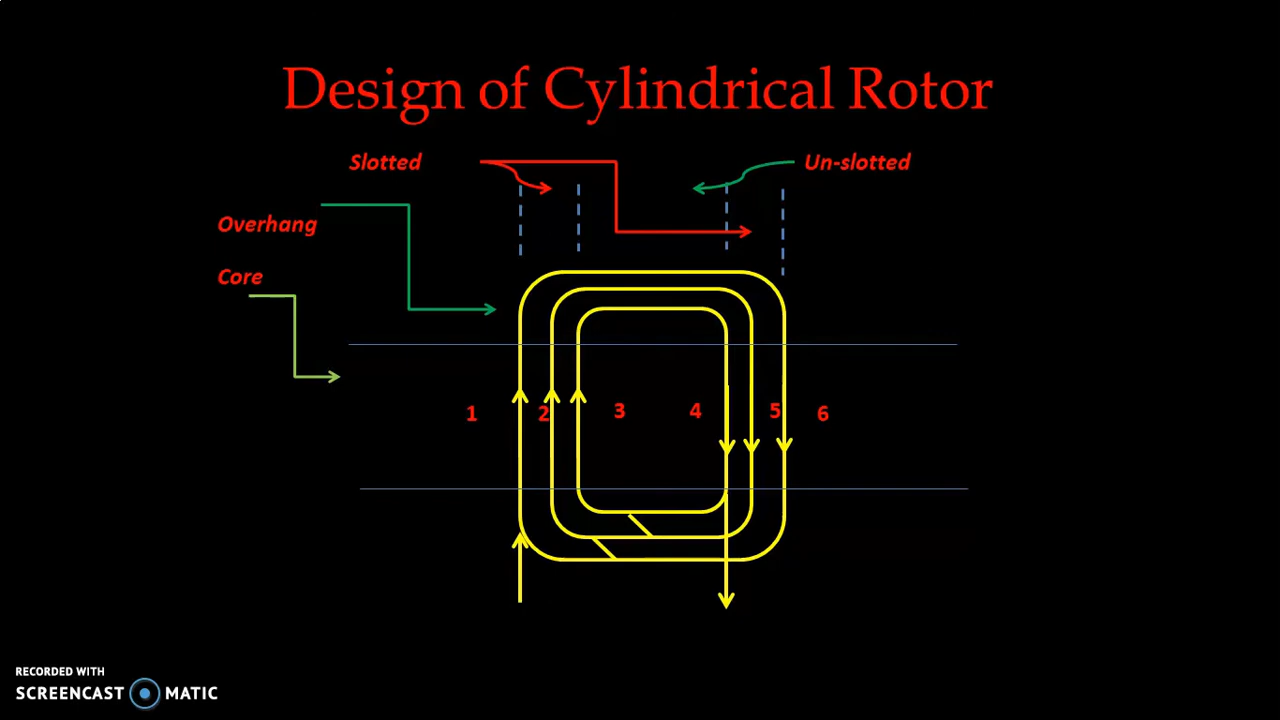 Design of Cylindrical Rotor
Slotted
Un-slotted
Overhang
Core
1 2 3 4 5 6
RECORDED WITH
SCREENCAST MATIC